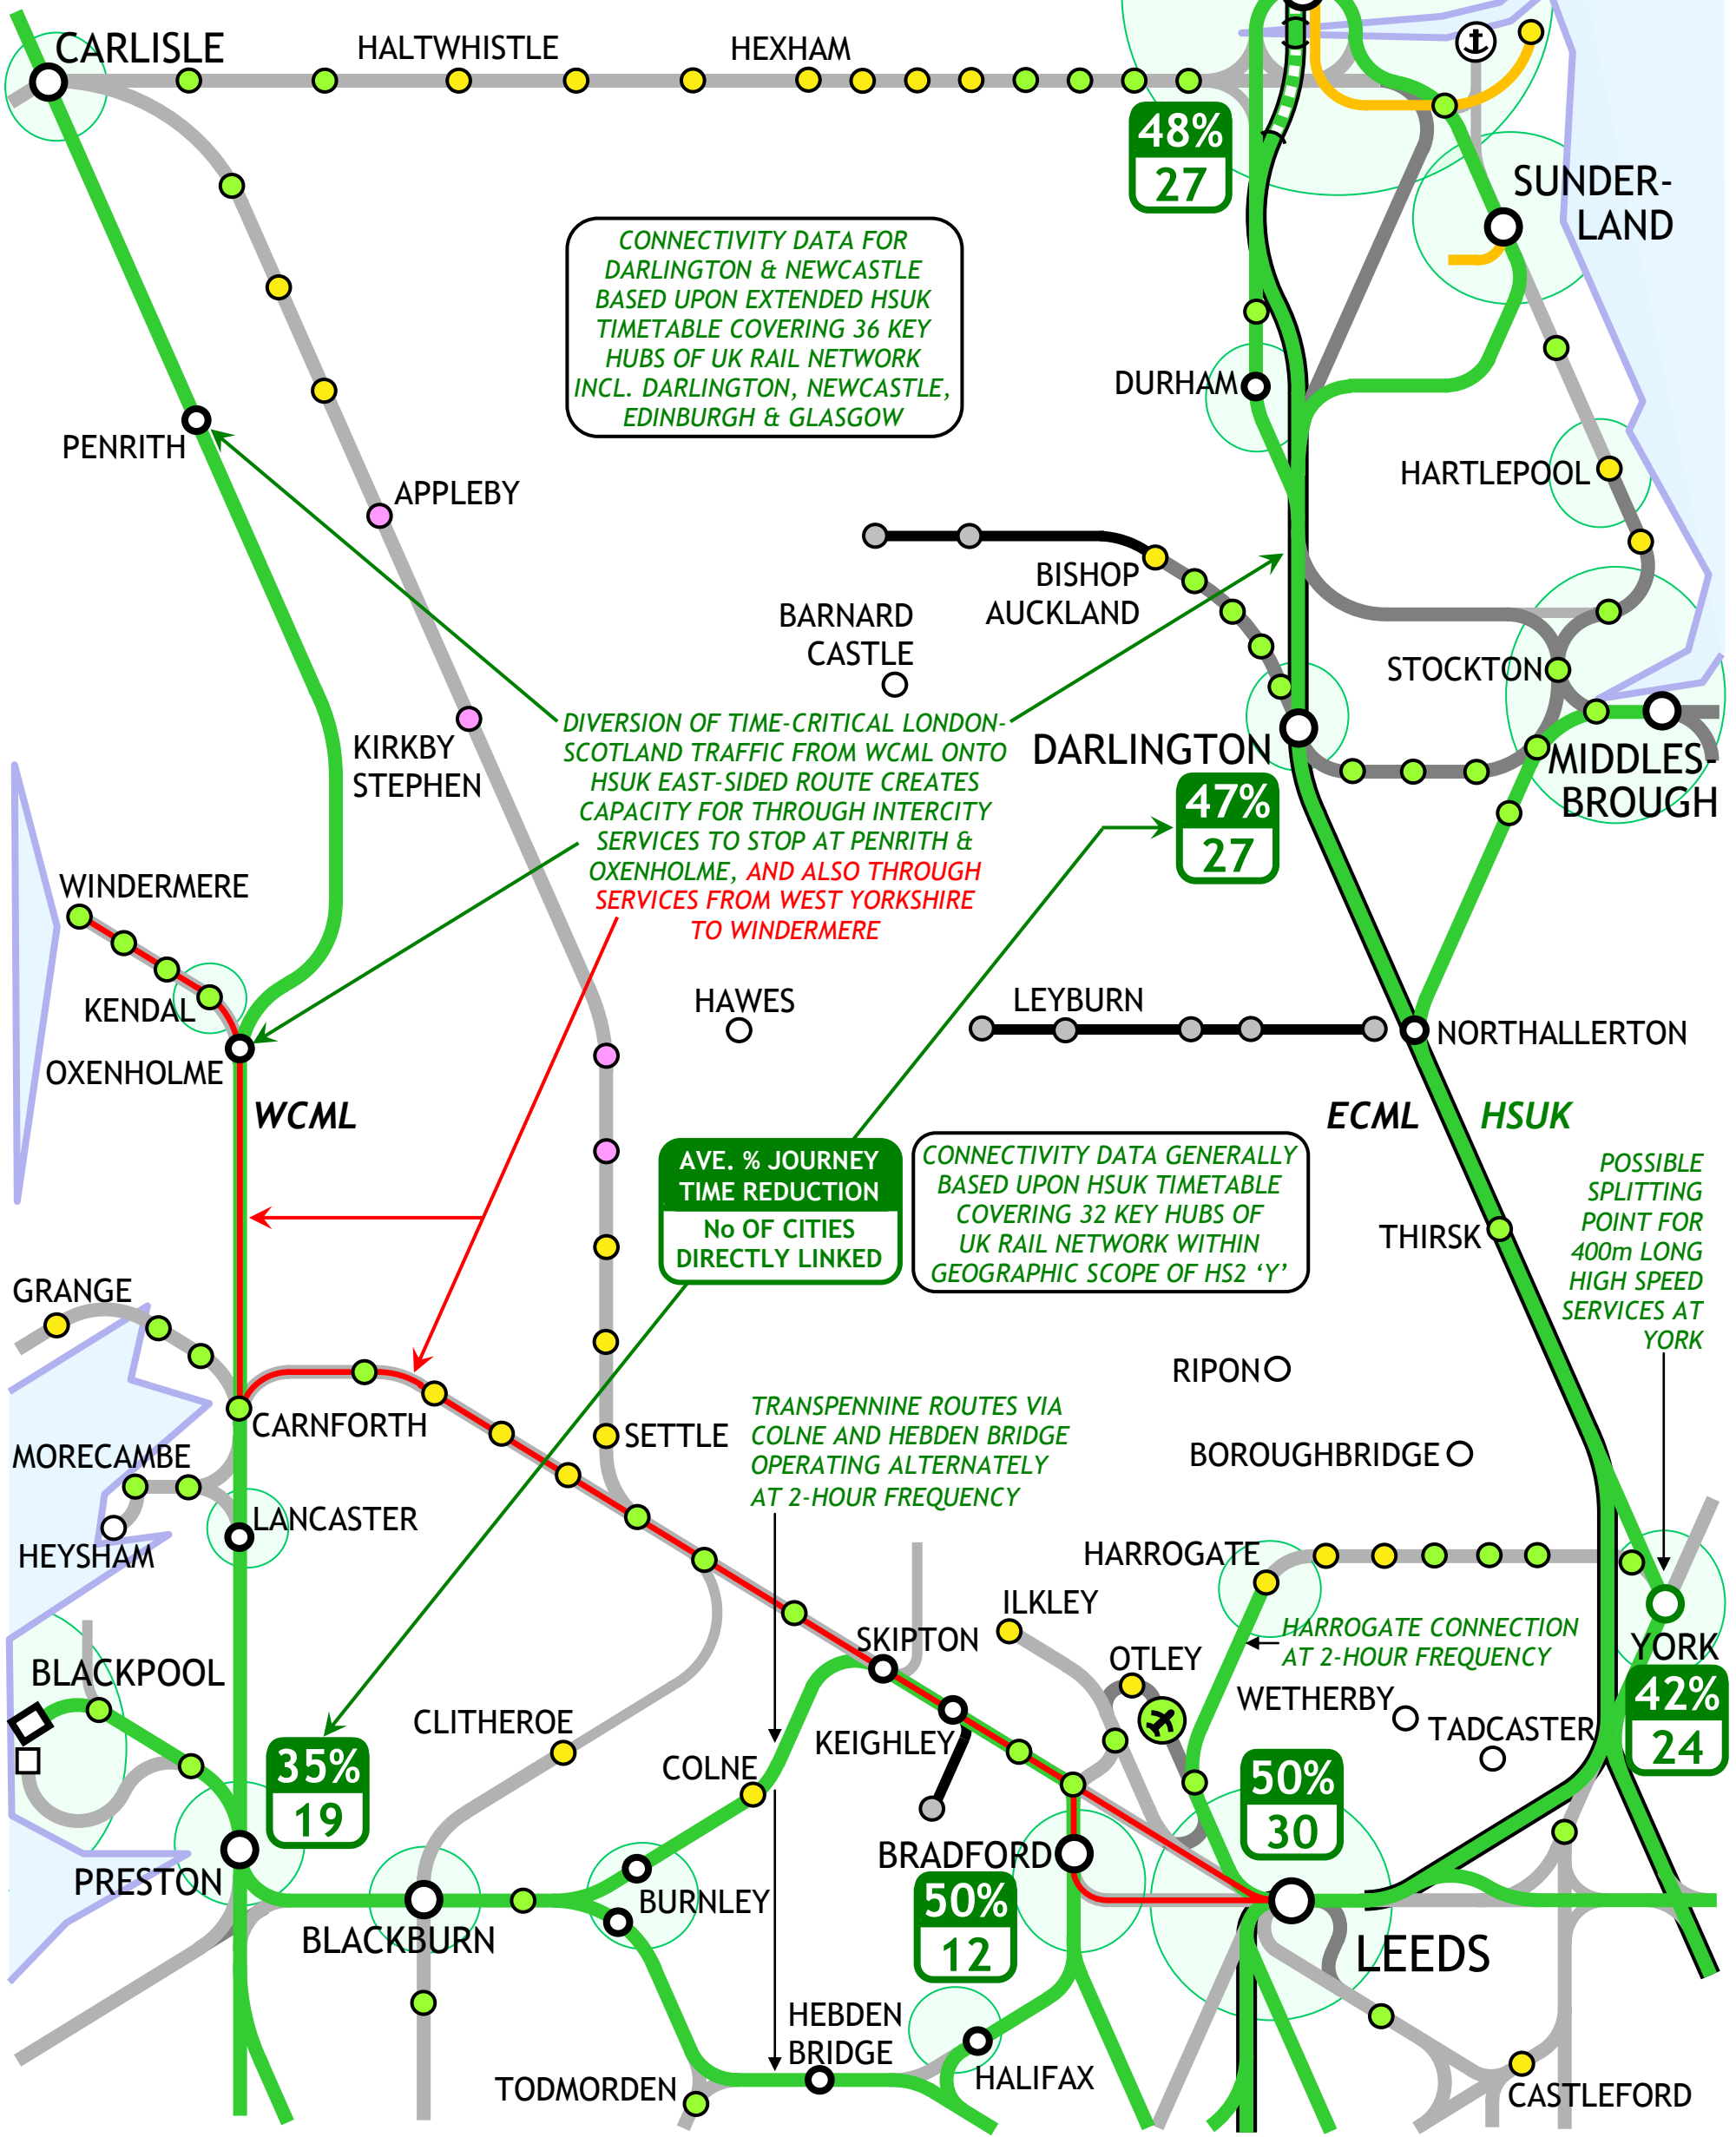 CARLISLE
HALTWHISTLE
HEXHAM
48%
27
SUNDER-
LAND
CONNECTIVITY DATA FOR
DARLINGTON & NEWCASTLE
BASED UPON EXTENDED HSUK
TIMETABLE COVERING 36 KEY
HUBS OF UK RAIL NETWORK
INCL. DARLINGTON, NEWCASTLE,
EDINBURGH & GLASGOW
DURHAM
PENRITH
HARTLEPOOL
APPLEBY
BISHOP
AUCKLAND
BARNARD
CASTLE
STOCKTON
DIVERSION OF TIME-CRITICAL LONDON-
SCOTLAND TRAFFIC FROM WCML ONTO
HSUK EAST-SIDED ROUTE CREATES
CAPACITY FOR THROUGH INTERCITY
SERVICES TO STOP AT PENRITH &
OXENHOLME, AND ALSO THROUGH
SERVICES FROM WEST YORKSHIRE
TO WINDERMERE
KIRKBY
STEPHEN
DARLINGTON
47%
27
MIDDLES-
BROUGH
WINDERMERE
KENDAL
OXENHOLME
HAWES
LEYBURN
NORTHALLERTON
WCML
ECML
HSUK
AVE. % JOURNEY
TIME REDUCTION
No OF CITIES
DIRECTLY LINKED
CONNECTIVITY DATA GENERALLY
BASED UPON HSUK TIMETABLE
COVERING 32 KEY HUBS OF
UK RAIL NETWORK WITHIN
GEOGRAPHIC SCOPE OF HS2 ‘Y’
POSSIBLE
SPLITTING
POINT FOR
400m LONG
HIGH SPEED
SERVICES AT
YORK
THIRSK
GRANGE
RIPON
CARNFORTH
SETTLE
TRANSPENNINE ROUTES VIA
COLNE AND HEBDEN BRIDGE
OPERATING ALTERNATELY
AT 2-HOUR FREQUENCY
BOROUGHBRIDGE
MORECAMBE
LANCASTER
HEYSHAM
HARROGATE
ILKLEY
HARROGATE CONNECTION
AT 2-HOUR FREQUENCY
SKIPTON
OTLEY
YORK
42%
24
BLACKPOOL
WETHERBY
TADCASTER
CLITHEROE
KEIGHLEY
COLNE
35%
19
50%
30
PRESTON
BRADFORD
50%
12
BURNLEY
BLACKBURN
LEEDS
HEBDEN
BRIDGE
HALIFAX
TODMORDEN
CASTLEFORD